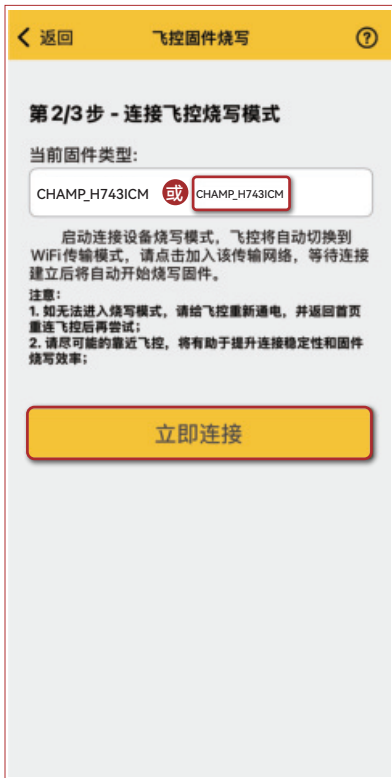 返回 飞控固件烧写 ?
第2/3步 - 连接飞控烧写模式
当前固件类型:
CHAMP_H743ICM 或 CHAMP_H743ICM
启动连接设备烧写模式，飞控将自动切换到
WiFi传输模式，请点击加入该传输网络，等待连接
建立后将自动开始烧写固件。
注意：
1. 如无法进入烧写模式，请给飞控重新通电，并返回首页
重连飞控后再尝试；
2. 请尽可能的靠近飞控，将有助于提升连接稳定性和固件
烧写效率；
立即连接